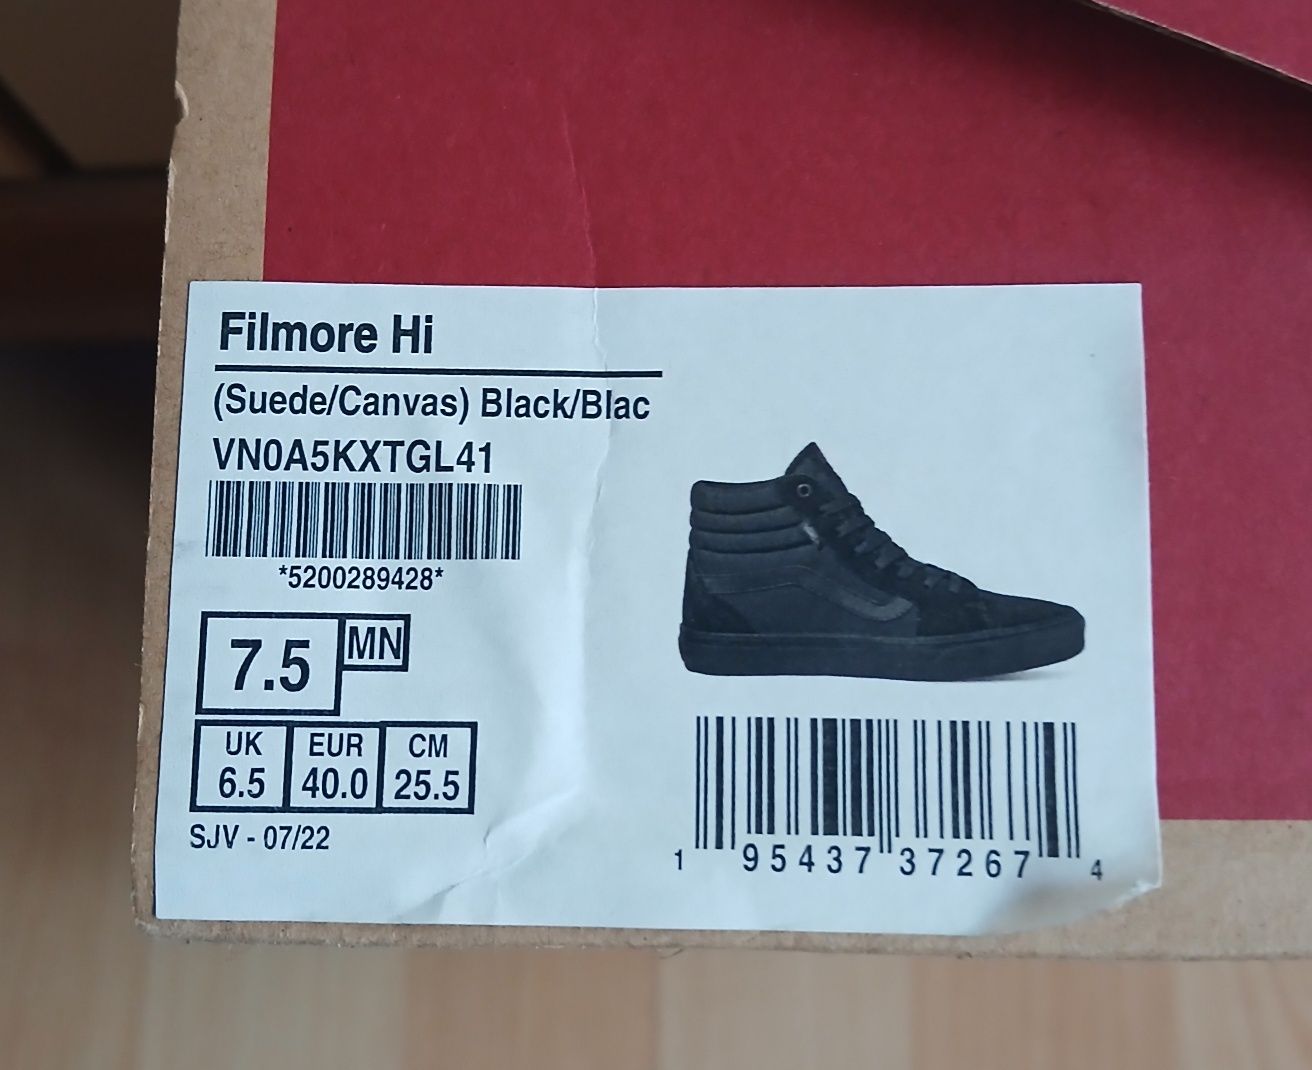 Filmore Hi
(Suede/Canvas) Black/Blac
VN0A5KXTGL41
*5200289428*
7.5 MN
UK EUR CM
6.5 40.0 25.5
SJV - 07/22
1 95437 37267 4